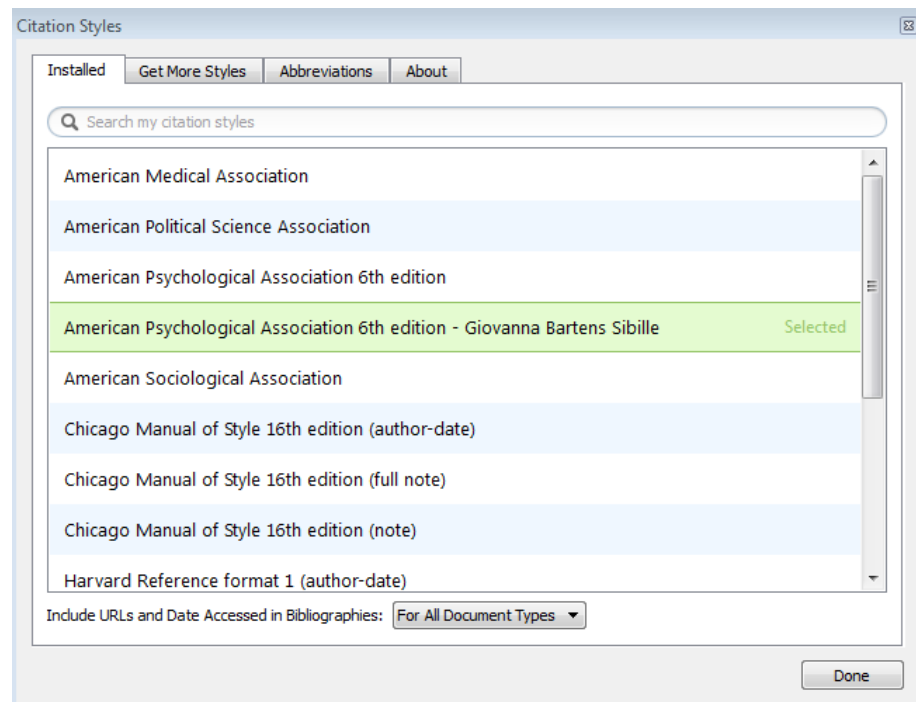 Citation Styles
Installed Get More Styles Abbreviations About
Search my citation styles
American Medical Association
American Political Science Association
American Psychological Association 6th edition
American Psychological Association 6th edition - Giovanna Bartens Sibille Selected
American Sociological Association
Chicago Manual of Style 16th edition (author-date)
Chicago Manual of Style 16th edition (full note)
Chicago Manual of Style 16th edition (note)
Harvard Reference format 1 (author-date)
Include URLs and Date Accessed in Bibliographies: For All Document Types
Done